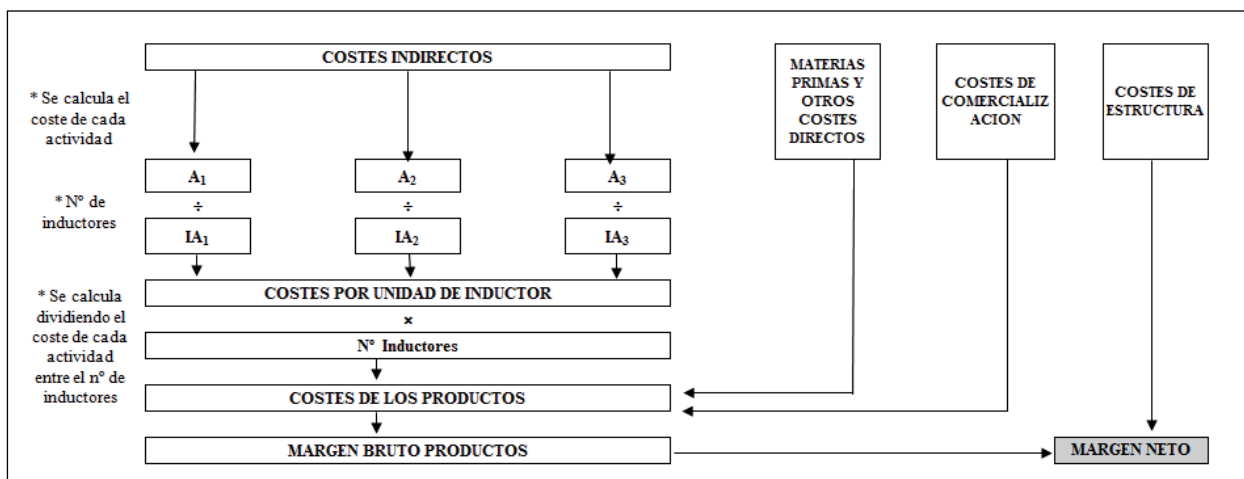 COSTES INDIRECTOS
MATERIAS
PRIMAS Y
OTROS
COSTES
DIRECTOS
COSTES DE
COMERCIALIZ
ACION
COSTES DE
ESTRUCTURA
* Se calcula el
coste de cada
actividad
A₁
A₂
A₃
* Nº de
inductores
÷
÷
÷
IA₁
IA₂
IA₃
* Se calcula
dividiendo el
coste de cada
actividad
entre el nº de
inductores
COSTES POR UNIDAD DE INDUCTOR
×
Nº Inductores
COSTES DE LOS PRODUCTOS
MARGEN BRUTO PRODUCTOS
MARGEN NETO